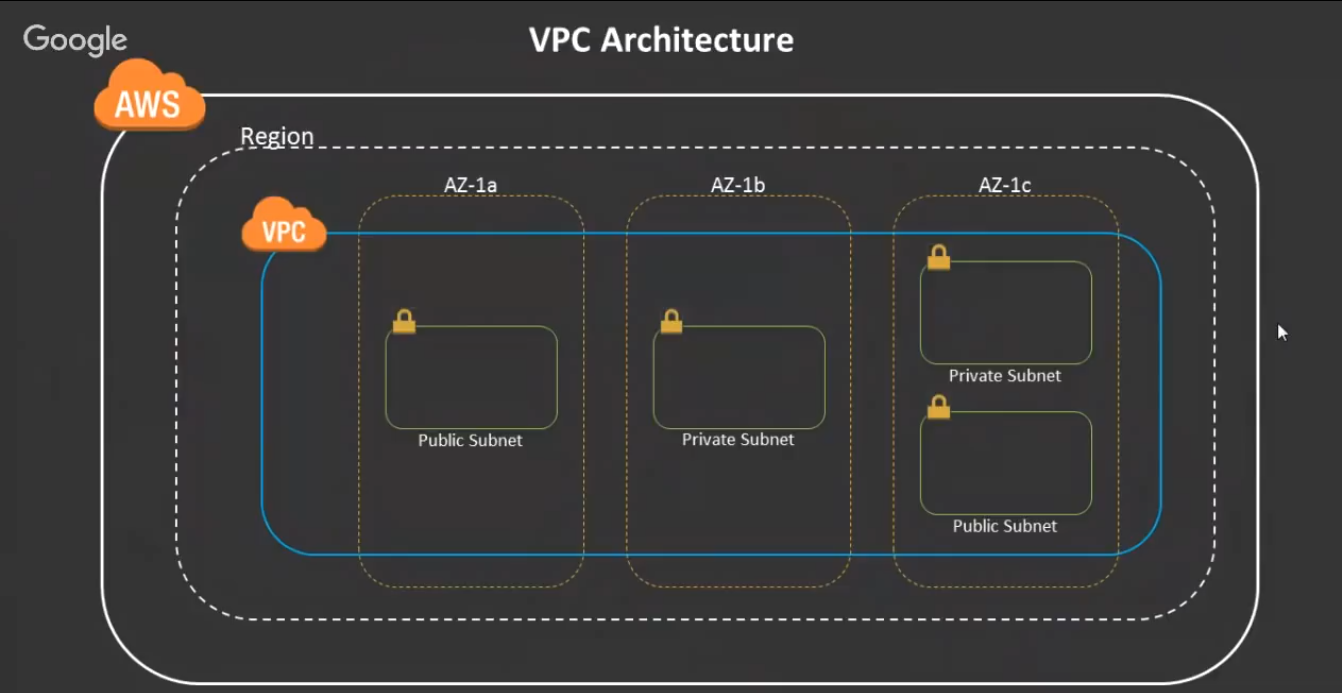 Google
VPC Architecture
AWS
Region
AZ-1a
AZ-1b
AZ-1c
VPC
Public Subnet
Private Subnet
Private Subnet
Public Subnet